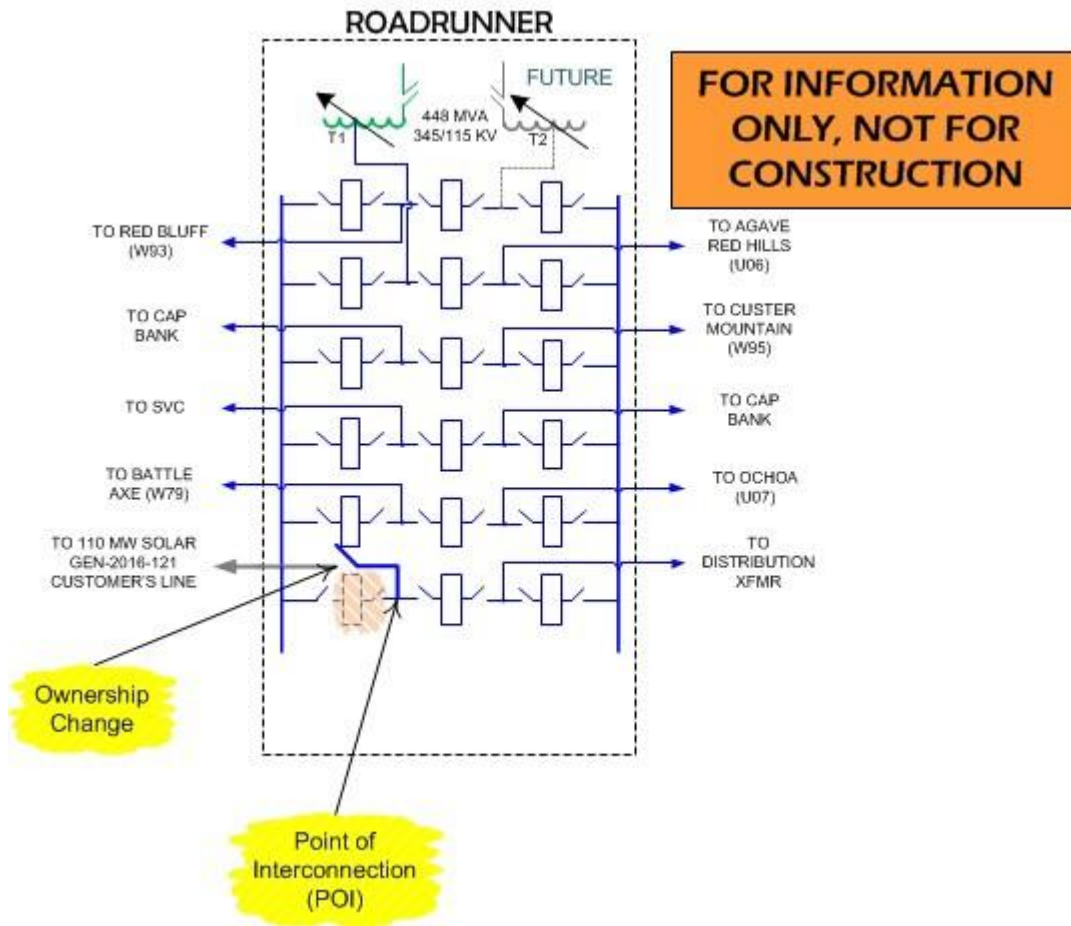 ROADRUNNER
FUTURE
448 MVA
345/115 KV
T1
T2
FOR INFORMATION
ONLY, NOT FOR
CONSTRUCTION
TO RED BLUFF
(W93)
TO AGAVE
RED HILLS
(U06)
TO CAP
BANK
TO CUSTER
MOUNTAIN
(W95)
TO SVC
TO CAP
BANK
TO BATTLE
AXE (W79)
TO OCHOA
(U07)
TO 110 MW SOLAR
GEN-2016-121
CUSTOMER'S LINE
TO
DISTRIBUTION
XFMR
Ownership
Change
Point of
Interconnection
(POI)